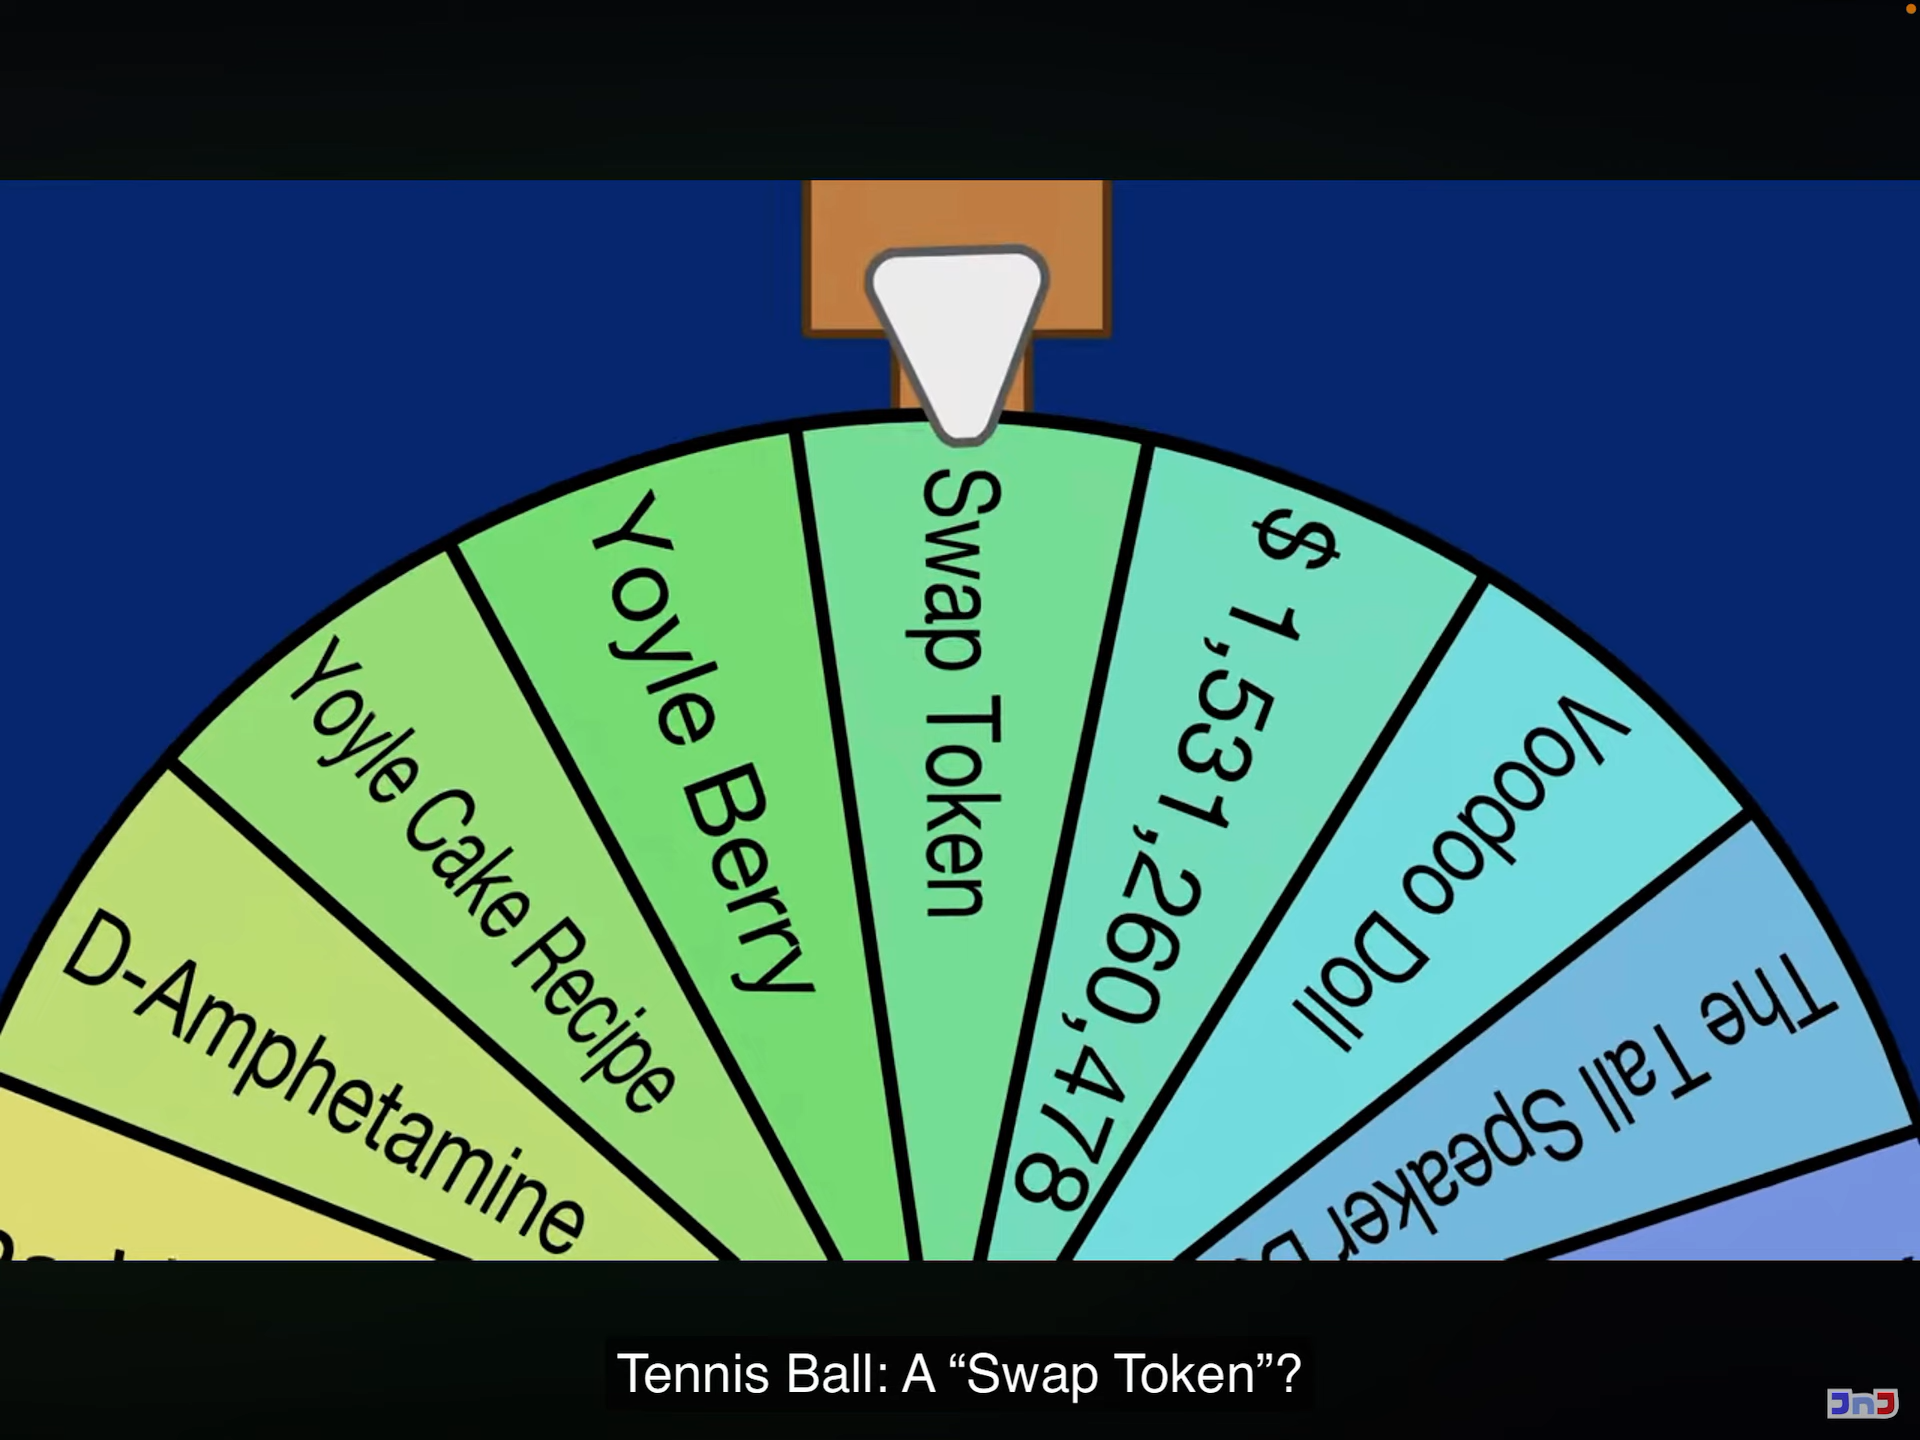 D-Amphetamine
Yoyle Cake Recipe
Yoyle Berry
Swap Token
$ 1,531,260,478
Voodoo Doll
The Tall Speaker
Tennis Ball: A “Swap Token”?
JnJ